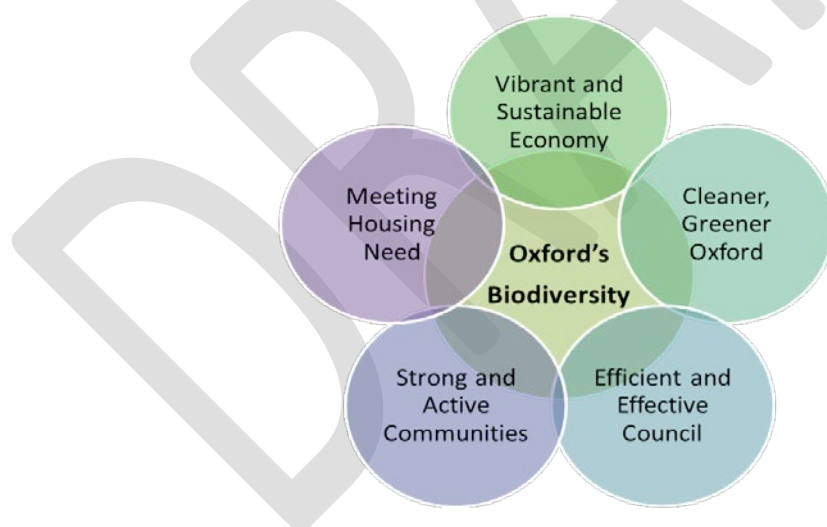 Vibrant and
Sustainable
Economy
Meeting
Housing
Need
Cleaner,
Greener
Oxford
Oxford's
Biodiversity
Strong and
Active
Communities
Efficient and
Effective
Council